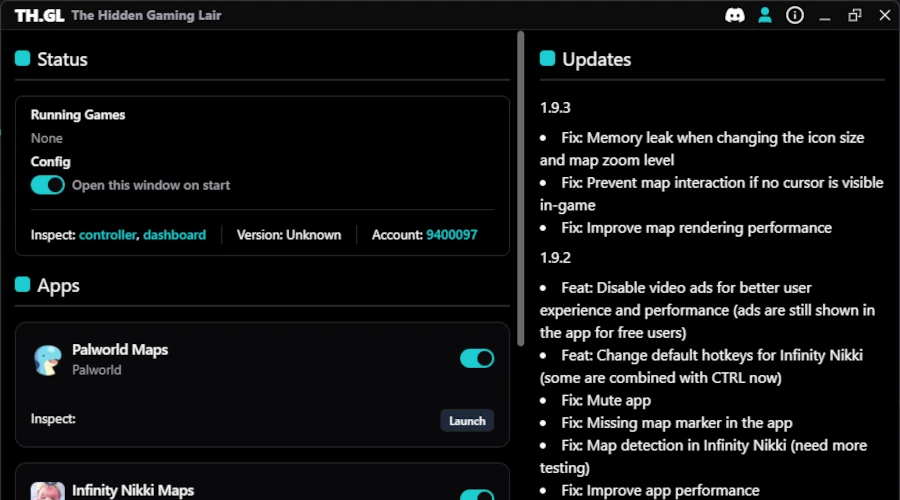 TH.GL The Hidden Gaming Lair
Status
Running Games
None
Config
Open this window on start
Inspect: controller, dashboard Version: Unknown Account: 9400097
Apps
Palworld Maps
Palworld
Inspect:
Launch
Infinity Nikki Maps
Updates
1.9.3
• Fix: Memory leak when changing the icon size
and map zoom level
• Fix: Prevent map interaction if no cursor is visible
in-game
• Fix: Improve map rendering performance
1.9.2
• Feat: Disable video ads for better user
experience and performance (ads are still shown in
the app for free users)
• Feat: Change default hotkeys for Infinity Nikki
(some are combined with CTRL now)
• Fix: Mute app
• Fix: Missing map marker in the app
• Fix: Map detection in Infinity Nikki (need more
testing)
• Fix: Improve app performance